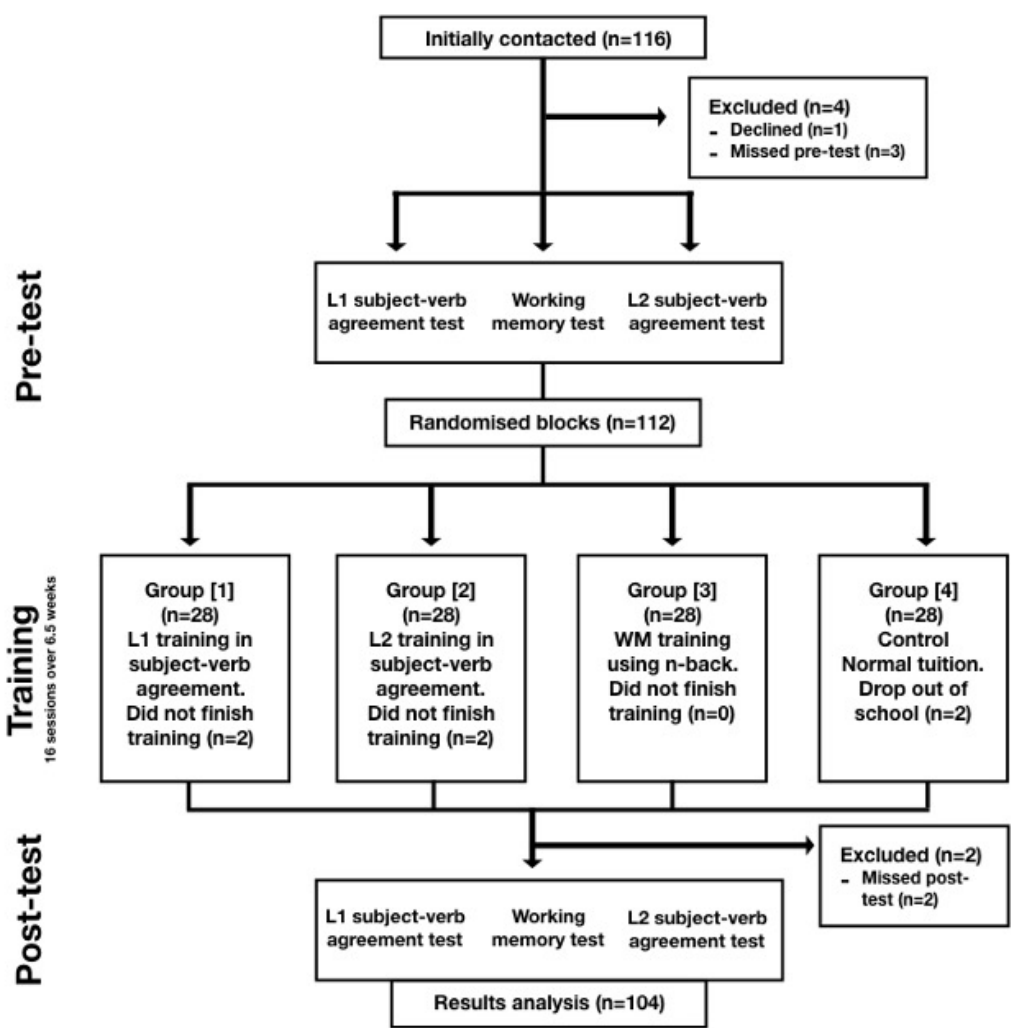 Initially contacted (n=116)
Excluded (n=4)
- Declined (n=1)
- Missed pre-test (n=3)
Pre-test
L1 subject-verb
agreement test
Working
memory test
L2 subject-verb
agreement test
Randomised blocks (n=112)
Training
16 sessions over 6.5 weeks
Group [1]
(n=28)
L1 training in
subject-verb
agreement.
Did not finish
training (n=2)
Group [2]
(n=28)
L2 training in
subject-verb
agreement.
Did not finish
training (n=2)
Group [3]
(n=28)
WM training
using n-back.
Did not finish
training (n=0)
Group [4]
(n=28)
Control
Normal tuition.
Drop out of
school (n=2)
Excluded (n=2)
- Missed post-
test (n=2)
Post-test
L1 subject-verb
agreement test
Working
memory test
L2 subject-verb
agreement test
Results analysis (n=104)